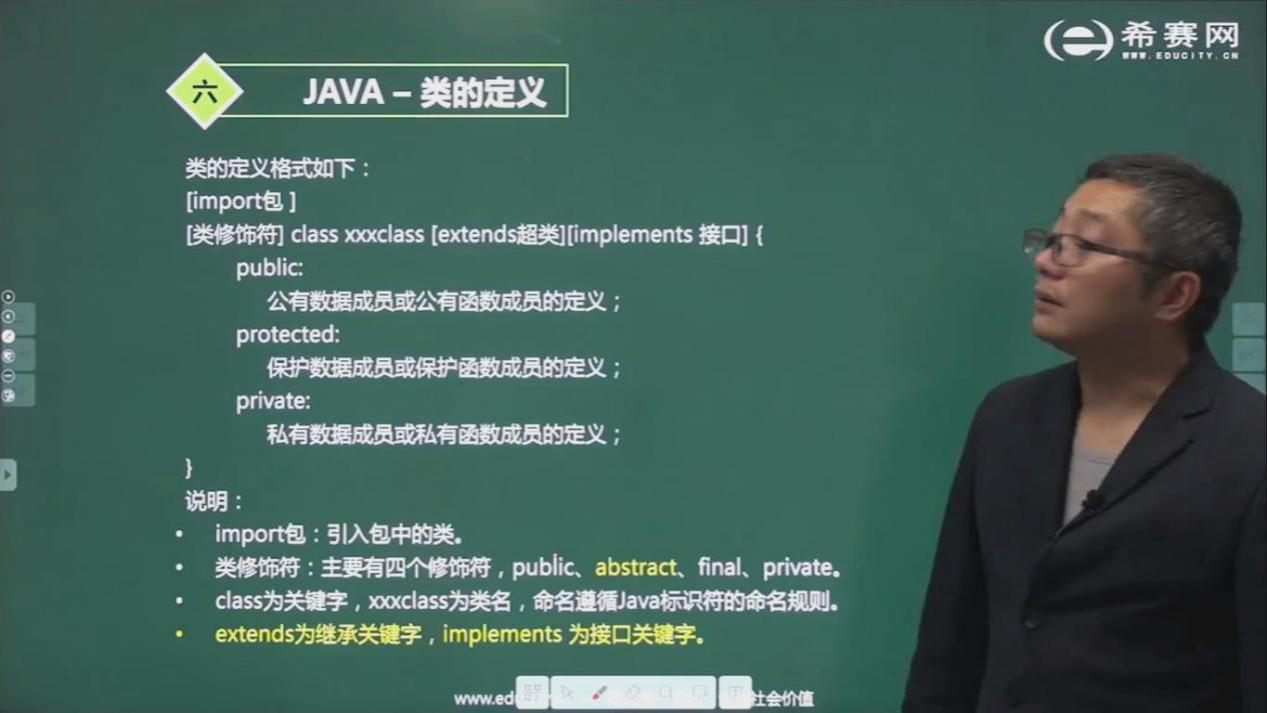 希赛网
WWW.EDUCITY.CN
六
JAVA – 类的定义
类的定义格式如下：
[import包 ]
[类修饰符] class xxxclass [extends超类][implements 接口] {
public:
公有数据成员或公有函数成员的定义；
protected:
保护数据成员或保护函数成员的定义；
private:
私有数据成员或私有函数成员的定义；
}
说明：
• import包：引入包中的类。
• 类修饰符：主要有四个修饰符，public、abstract、final、private。
• class为关键字，xxxclass为类名，命名遵循Java标识符的命名规则。
• extends为继承关键字，implements 为接口关键字。
社会价值